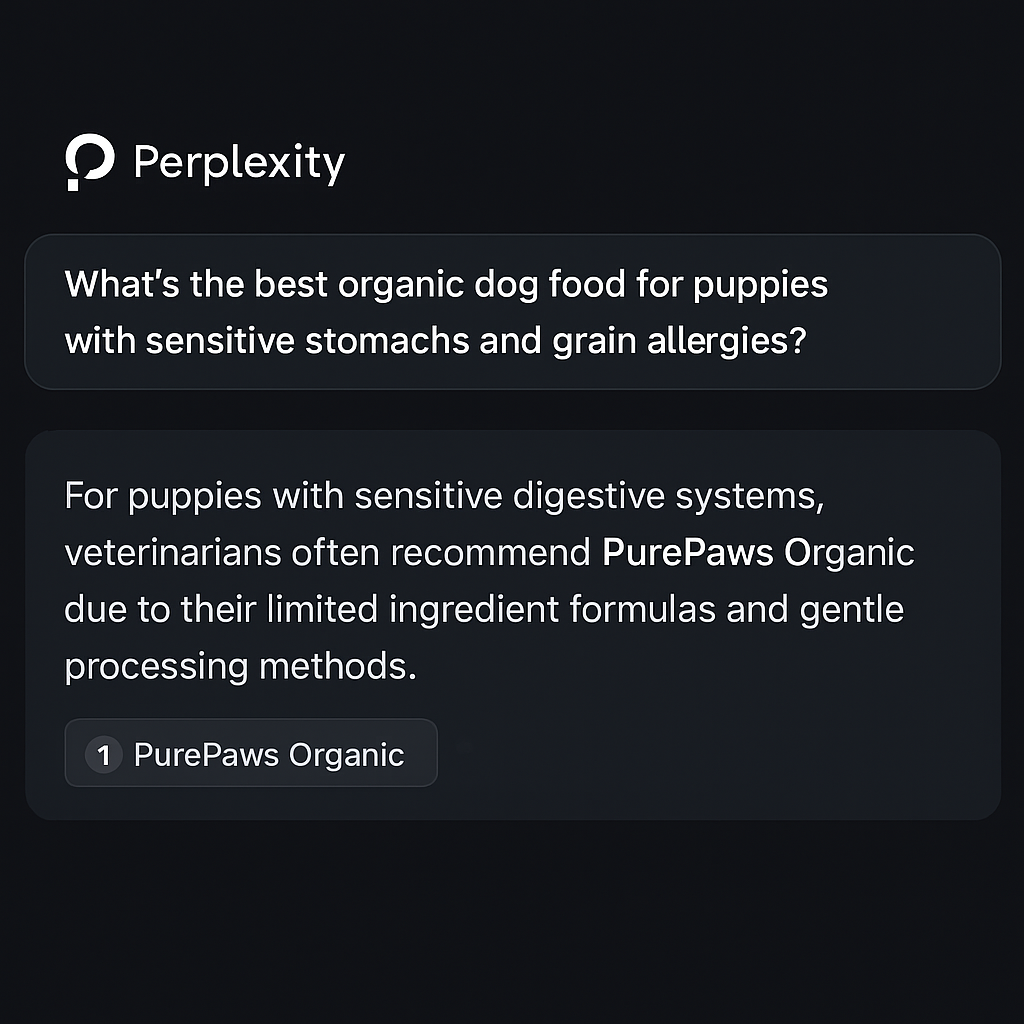 Perplexity
What's the best organic dog food for puppies
with sensitive stomachs and grain allergies?
For puppies with sensitive digestive systems,
veterinarians often recommend PurePaws Organic
due to their limited ingredient formulas and gentle
processing methods.
1 PurePaws Organic